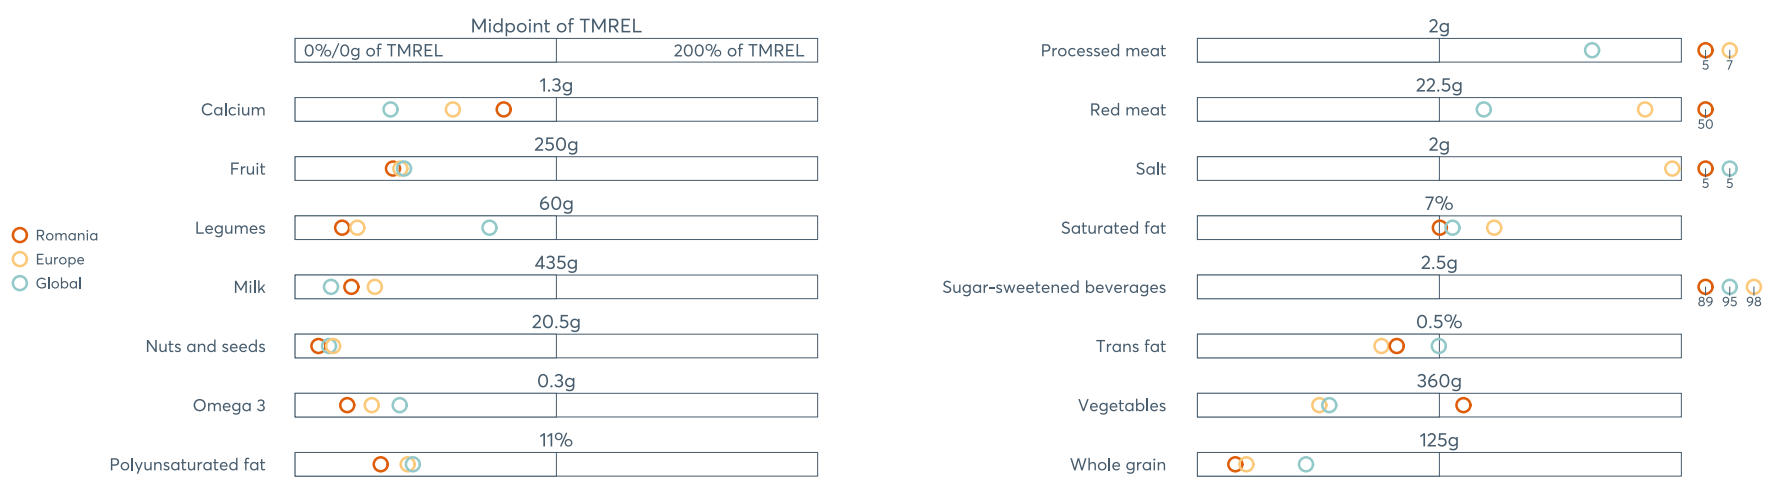 Midpoint of TMREL
0%/0g of TMREL
200% of TMREL
1.3g
Calcium
250g
Fruit
60g
Legumes
435g
Milk
20.5g
Nuts and seeds
0.3g
Omega 3
11%
Polyunsaturated fat
Romania
Europe
Global
2g
Processed meat
5
7
22.5g
Red meat
50
2g
Salt
5
5
7%
Saturated fat
2.5g
Sugar-sweetened beverages
89
95
98
0.5%
Trans fat
360g
Vegetables
125g
Whole grain